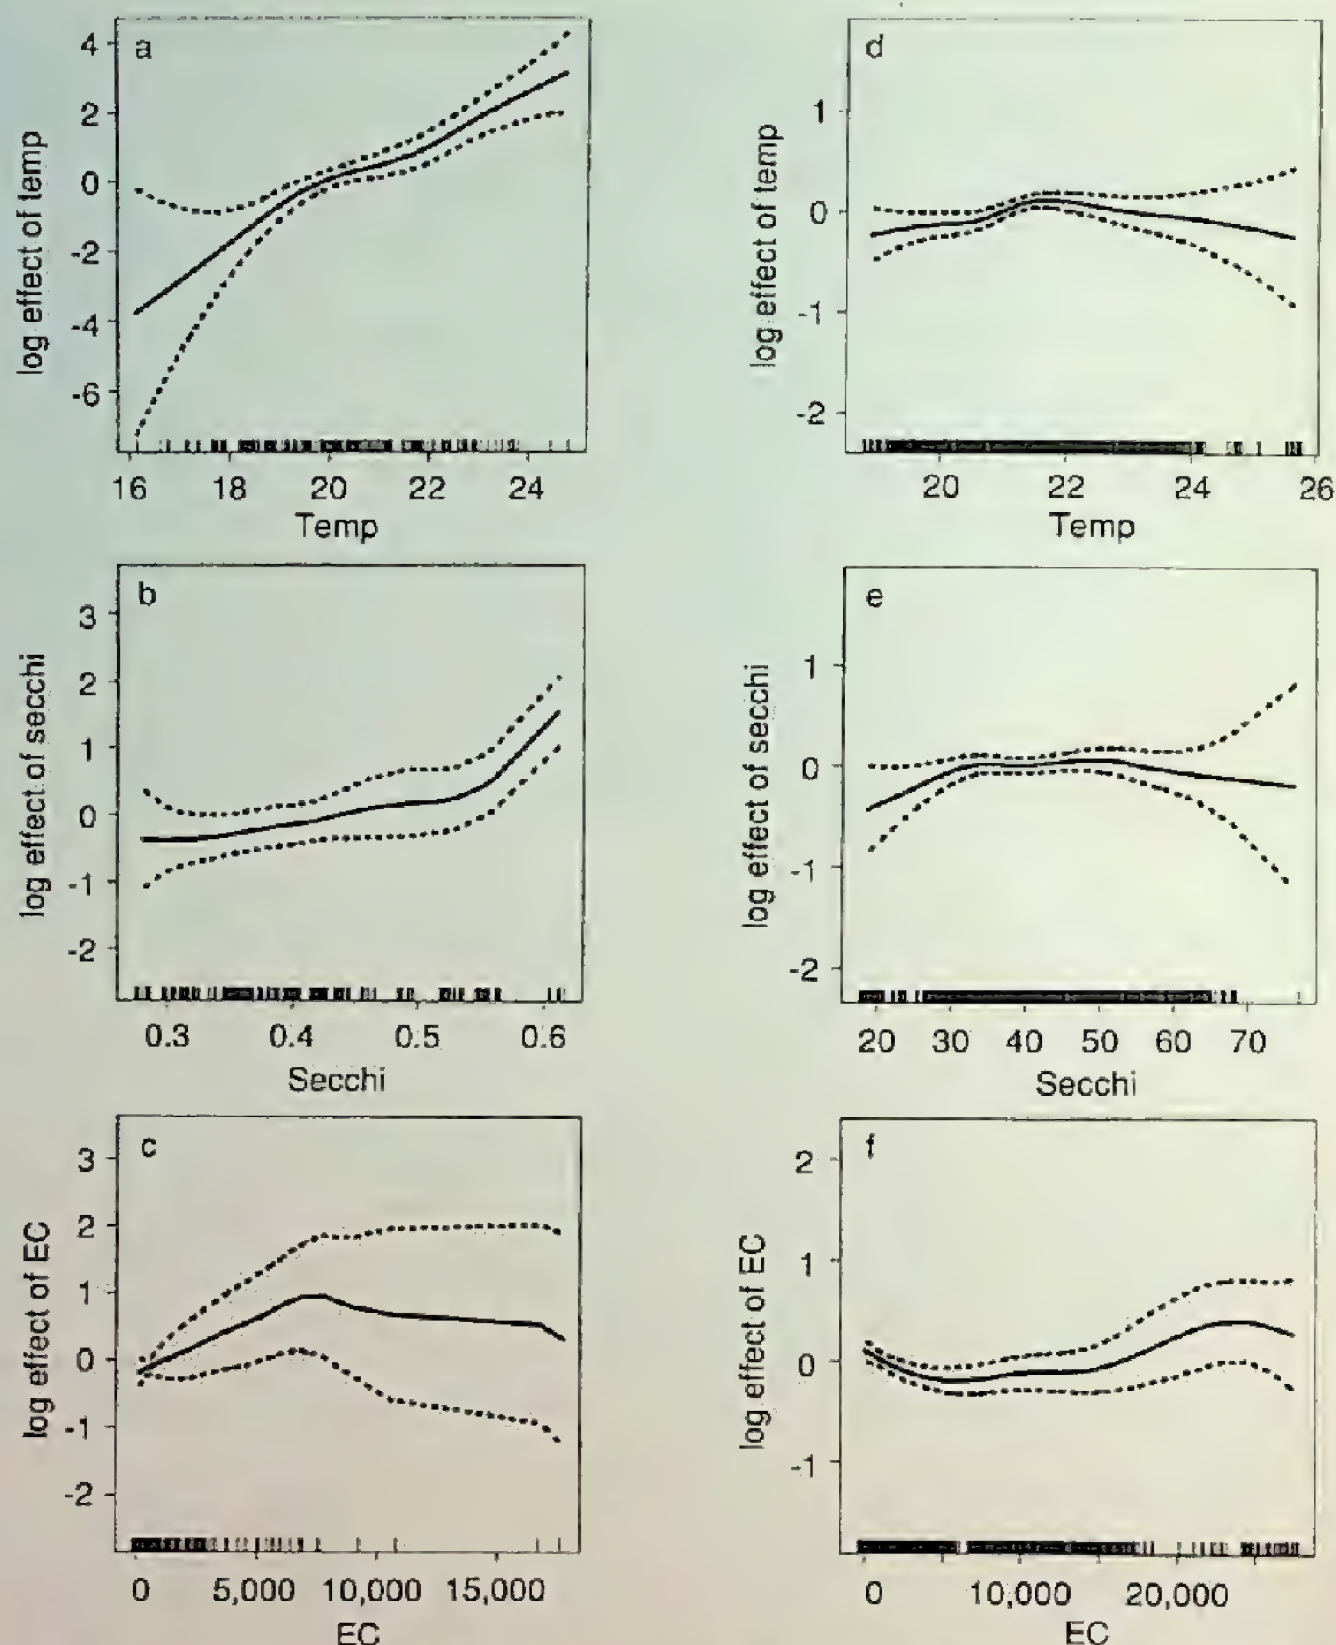 a
4
2
0
-2
-4
-6
log effect of temp
16 18 20 22 24
Temp
d
1
0
-1
-2
log effect of temp
20 22 24 26
Temp
b
3
2
1
0
-1
-2
log effect of secchi
0.3 0.4 0.5 0.6
Secchi
e
1
0
-1
-2
log effect of secchi
20 30 40 50 60 70
Secchi
c
3
2
1
0
-1
-2
log effect of EC
0 5,000 10,000 15,000
EC
f
2
1
0
-1
log effect of EC
0 10,000 20,000
EC